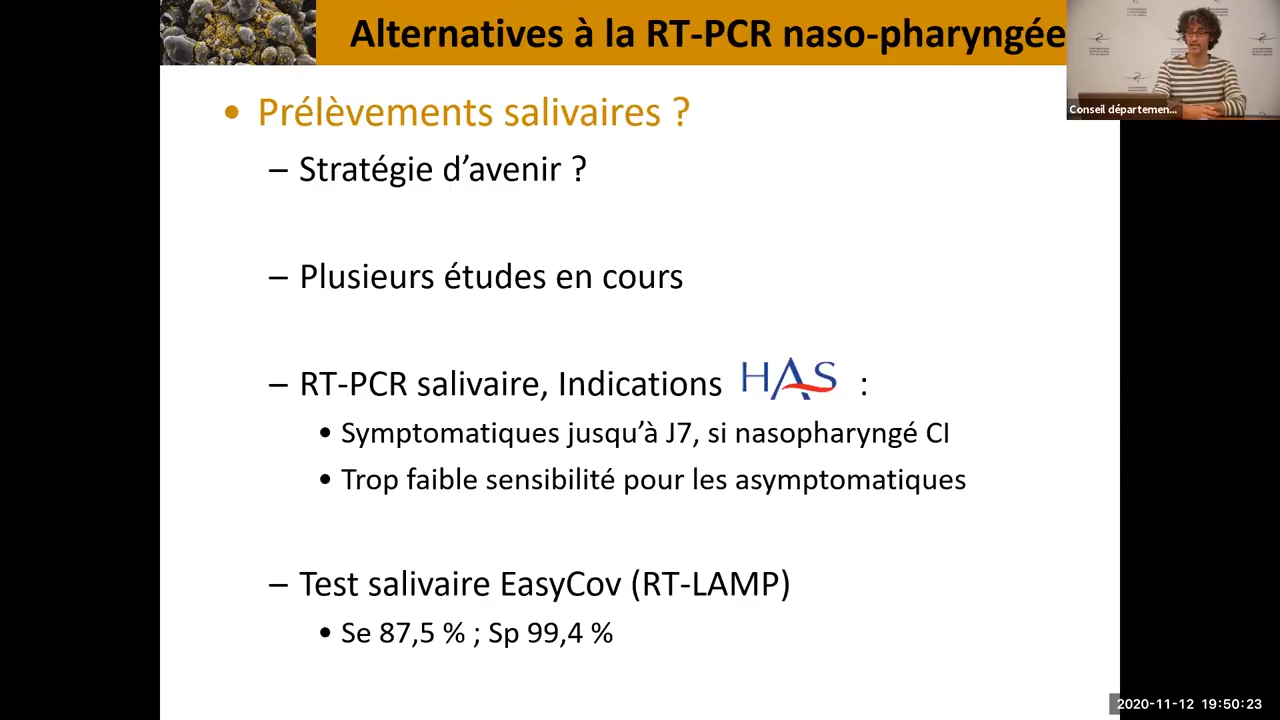 Alternatives à la RT-PCR naso-pharyngée
Conseil départemen...
• Prélèvements salivaires ?
– Stratégie d’avenir ?
– Plusieurs études en cours
– RT-PCR salivaire, Indications HAS :
• Symptomatiques jusqu’à J7, si nasopharyngé CI
• Trop faible sensibilité pour les asymptomatiques
– Test salivaire EasyCov (RT-LAMP)
• Se 87,5 % ; Sp 99,4 %
2020-11-12 19:50:23